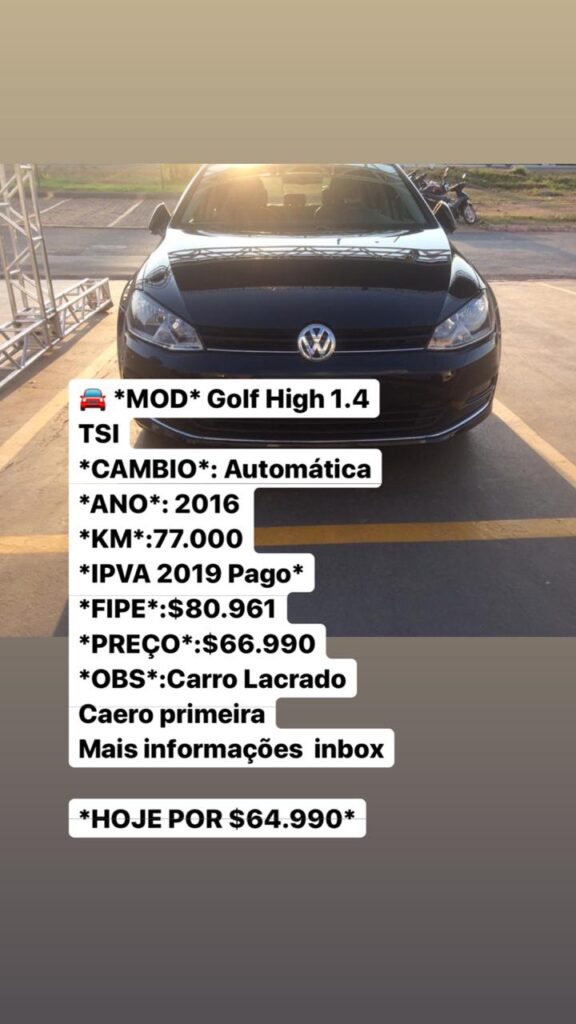 🚘 *MOD* Golf High 1.4
TSI
*CAMBIO*: Automática
*ANO*: 2016
*KM*:77.000
*IPVA 2019 Pago*
*FIPE*:$80.961
*PREÇO*:$66.990
*OBS*:Carro Lacrado
Caero primeira
Mais informações inbox
*HOJE POR $64.990*